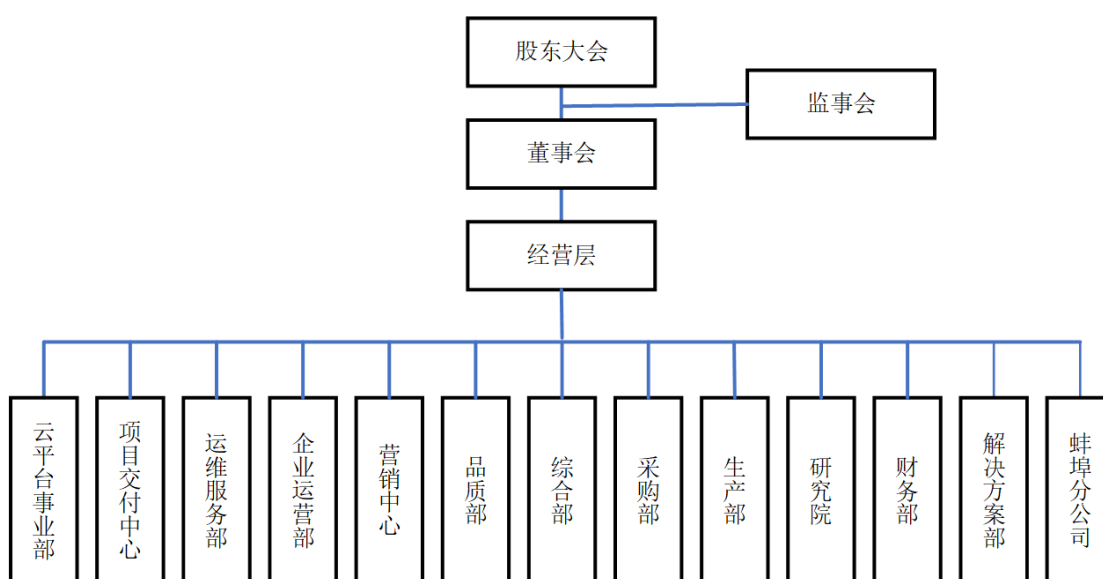 股东大会
监事会
董事会
经营层
云平台事业部
项目交付中心
运维服务部
企业运营部
营销中心
品质部
综合部
采购部
生产部
研究院
财务部
解决方案部
蚌埠分公司